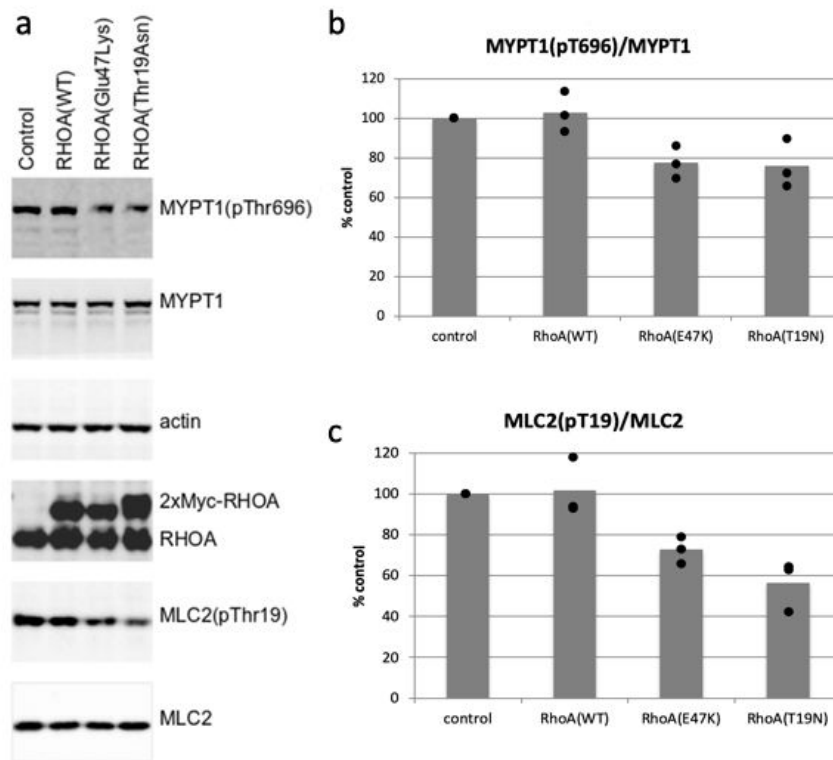 a
Control
RHOA(WT)
RHOA(Glu47Lys)
RHOA(Thr19Asn)
MYPT1(pThr696)
MYPT1
actin
2xMyc-RHOA
RHOA
MLC2(pThr19)
MLC2
b
MYPT1(pT696)/MYPT1
% control
120
100
80
60
40
20
0
control
RhoA(WT)
RhoA(E47K)
RhoA(T19N)
c
MLC2(pT19)/MLC2
% control
120
100
80
60
40
20
0
control
RhoA(WT)
RhoA(E47K)
RhoA(T19N)